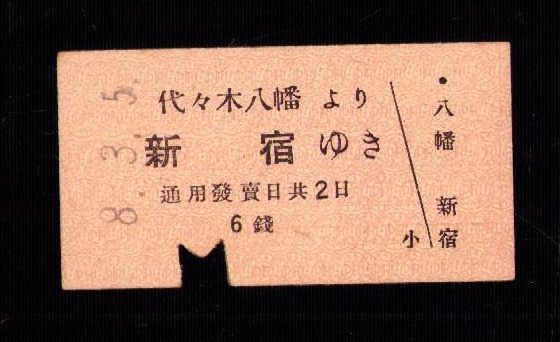 8.3.5.
代々木八幡 より
新宿 ゆき
通用發賣日共2日
6錢
小
•八幡 新宿